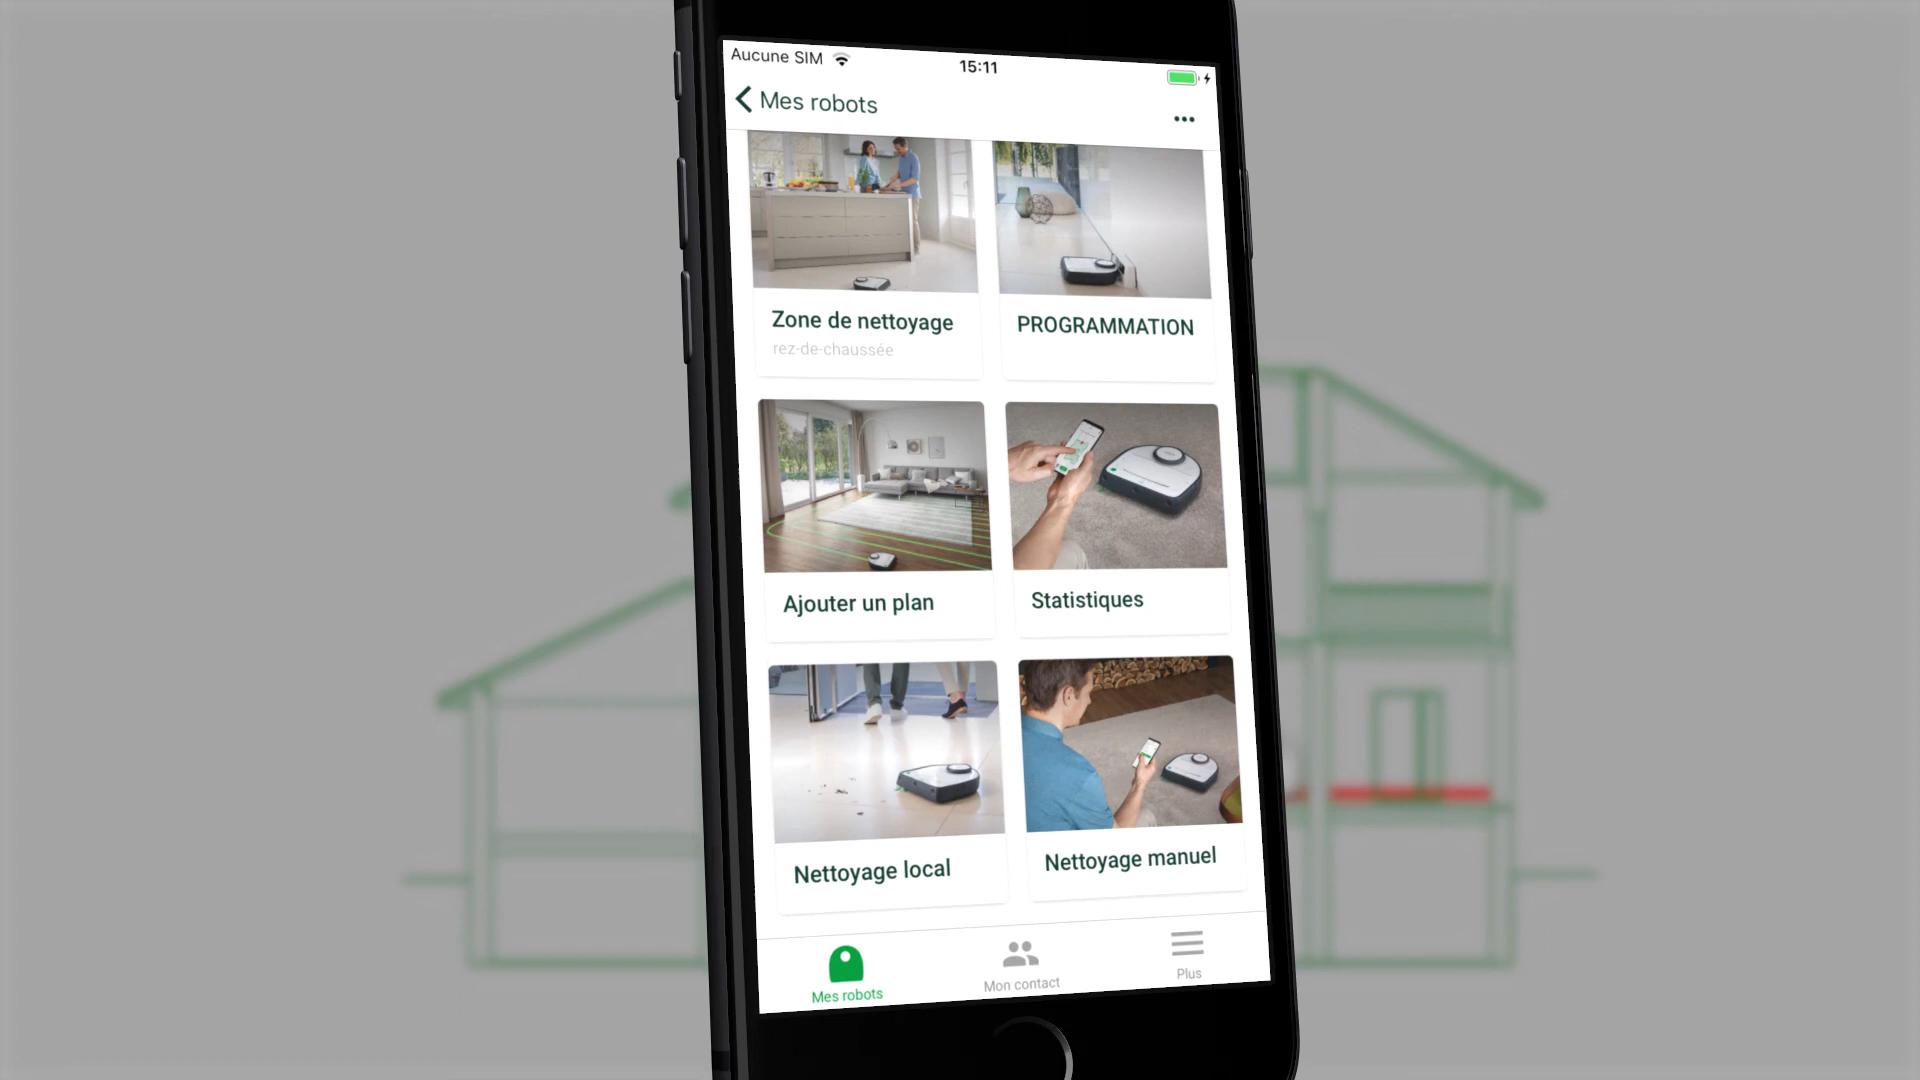 Aucune SIM
15:11
Mes robots
Zone de nettoyage
rez-de-chaussée
PROGRAMMATION
Ajouter un plan
Statistiques
Nettoyage local
Nettoyage manuel
Mes robots
Mon contact
Plus